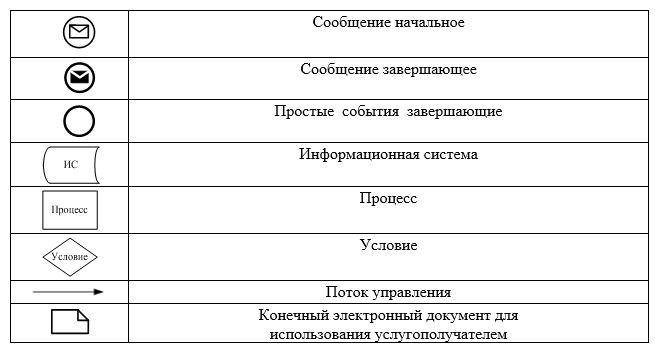 Сообщение начальное
Сообщение завершающее
Простые события завершающие
ИС
Информационная система
Процесс
Процесс
Условие
Условие
Поток управления
Конечный электронный документ для
использования услугополучателем